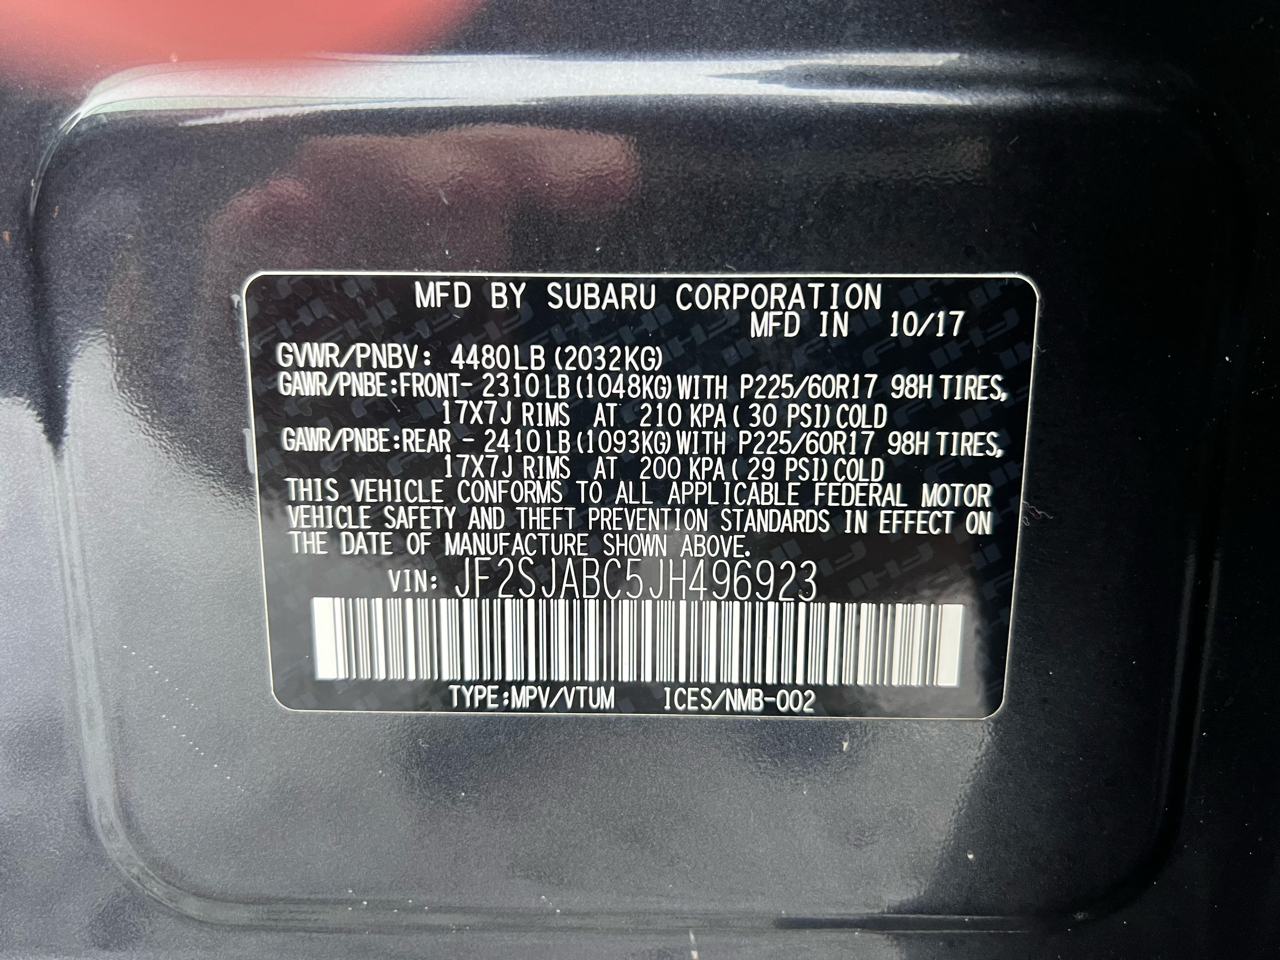 MFD BY SUBARU CORPORATION
MFD IN 10/17
GVWR/PNBV: 4480LB (2032KG)
GAWR/PNBE:FRONT- 2310LB (1048KG) WITH P225/60R17 98H TIRES,
17X7J RIMS AT 210 KPA ( 30 PSI) COLD
GAWR/PNBE:REAR - 2410LB (1093KG) WITH P225/60R17 98H TIRES,
17X7J RIMS AT 200 KPA ( 29 PSI) COLD
THIS VEHICLE CONFORMS TO ALL APPLICABLE FEDERAL MOTOR
VEHICLE SAFETY AND THEFT PREVENTION STANDARDS IN EFFECT ON
THE DATE OF MANUFACTURE SHOWN ABOVE.
VIN: JF2SJABC5JH496923
TYPE:MPV/VTUM ICES/NMB-002